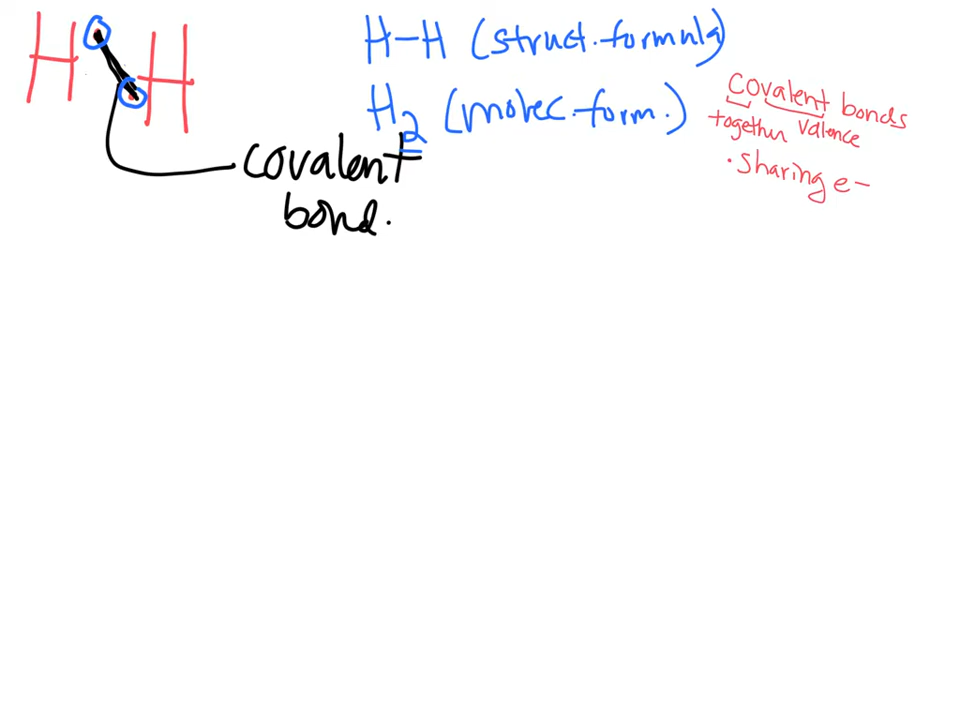 H H
H-H (struct. formula)
H2 (molec. form.)
covalent
bond.
Covalent bonds
together valence
• Sharing e-